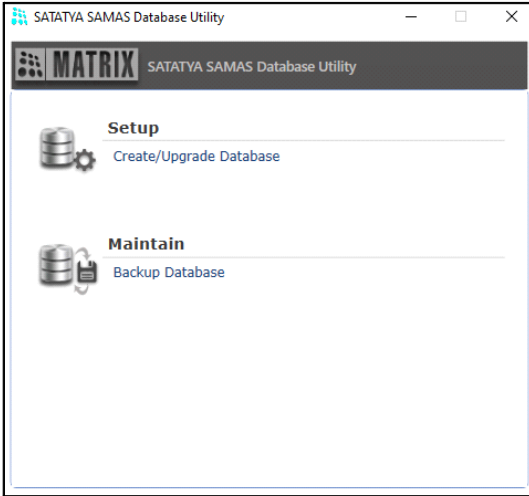 SATATYA SAMAS Database Utility
MATRIX SATATYA SAMAS Database Utility
Setup
Create/Upgrade Database
Maintain
Backup Database